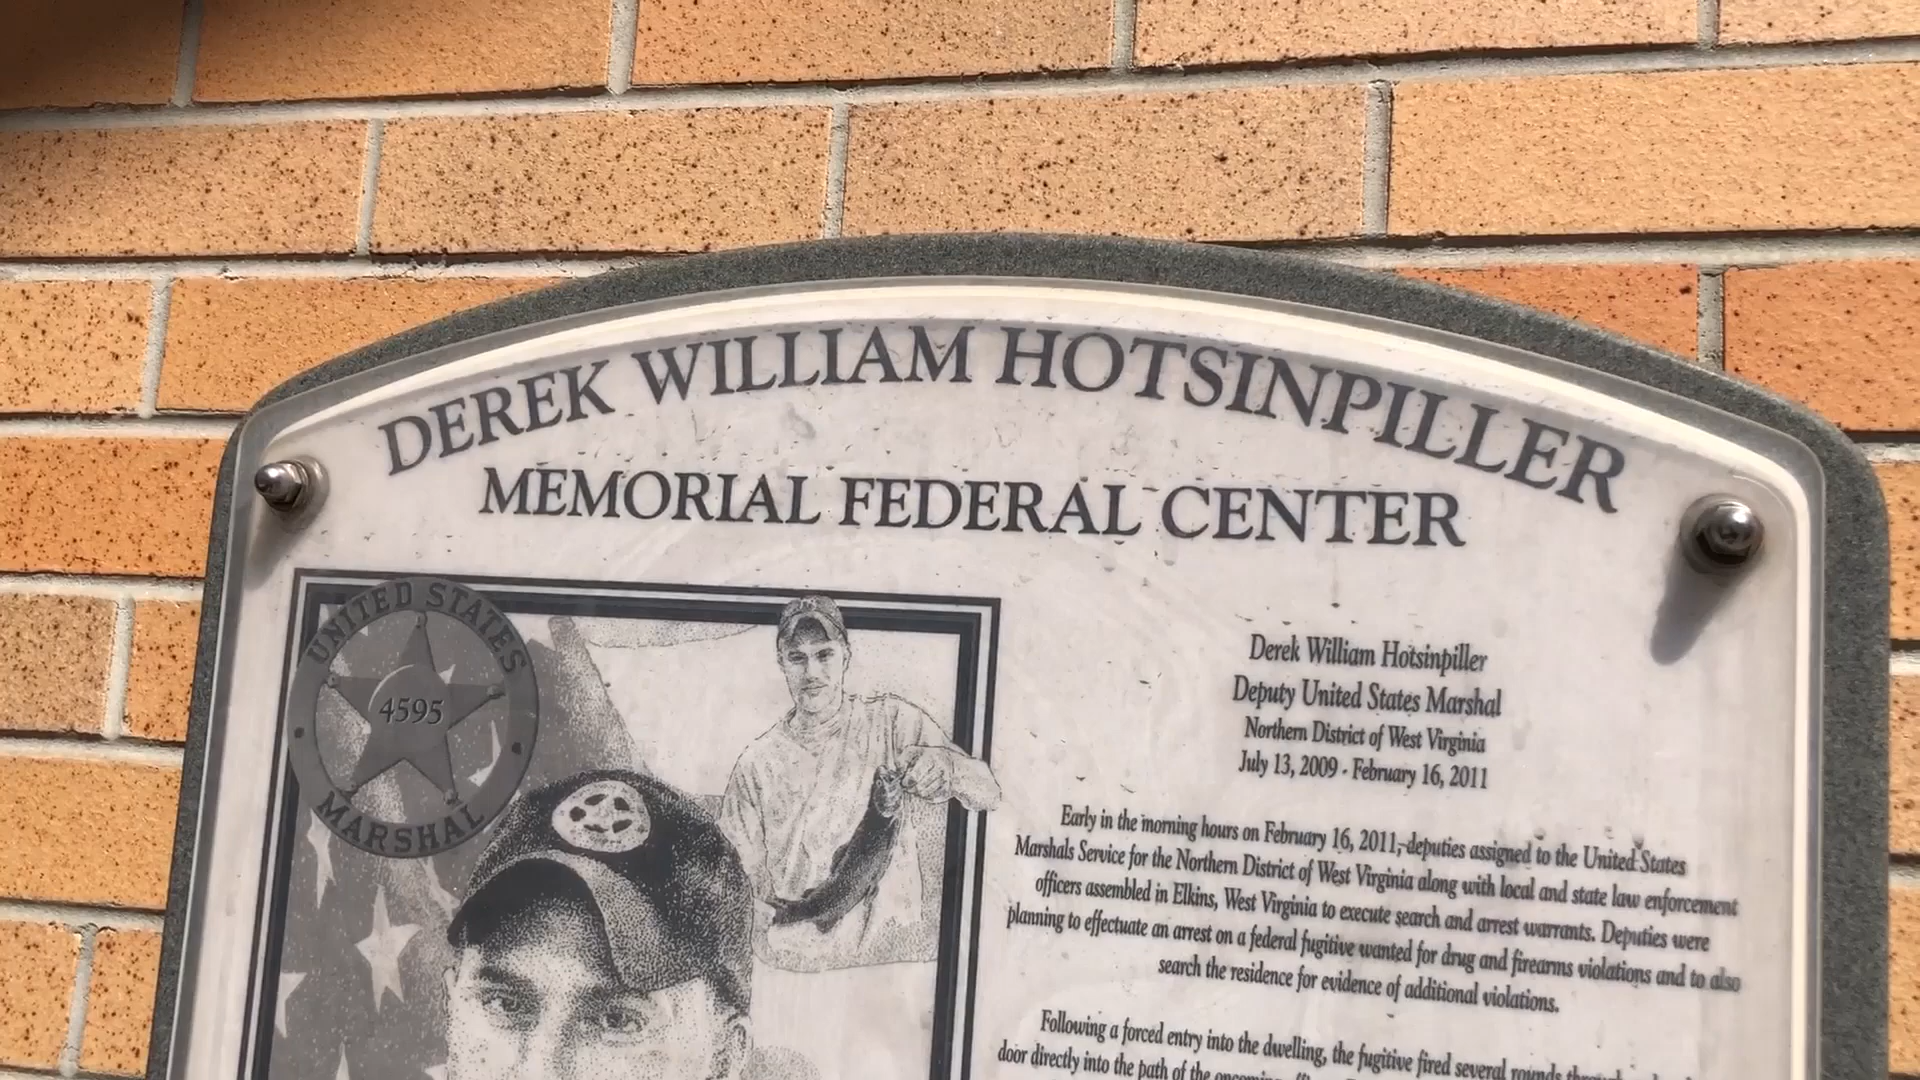 DEREK WILLIAM HOTSINPILLER
MEMORIAL FEDERAL CENTER
UNITED STATES
4595
MARSHAL
Derek William Hotsinpiller
Deputy United States Marshal
Northern District of West Virginia
July 13, 2009 - February 16, 2011
Early in the morning hours on February 16, 2011, deputies assigned to the United States
Marshals Service for the Northern District of West Virginia along with local and state law enforcement
officers assembled in Elkins, West Virginia to execute search and arrest warrants. Deputies were
planning to effectuate an arrest on a federal fugitive wanted for drug and firearms violations and to also
search the residence for evidence of additional violations.
Following a forced entry into the dwelling, the fugitive fired several rounds
door directly into the path of the